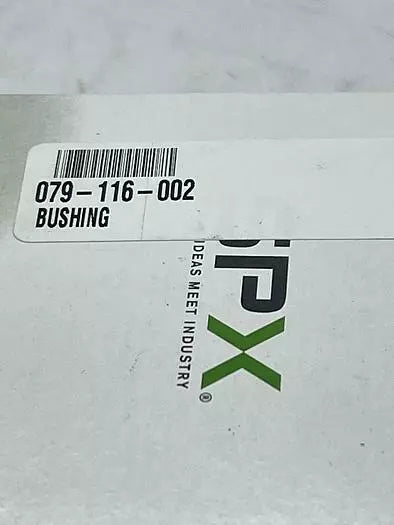 079-116-002
BUSHING
SPX
IDEAS MEET INDUSTRY
®